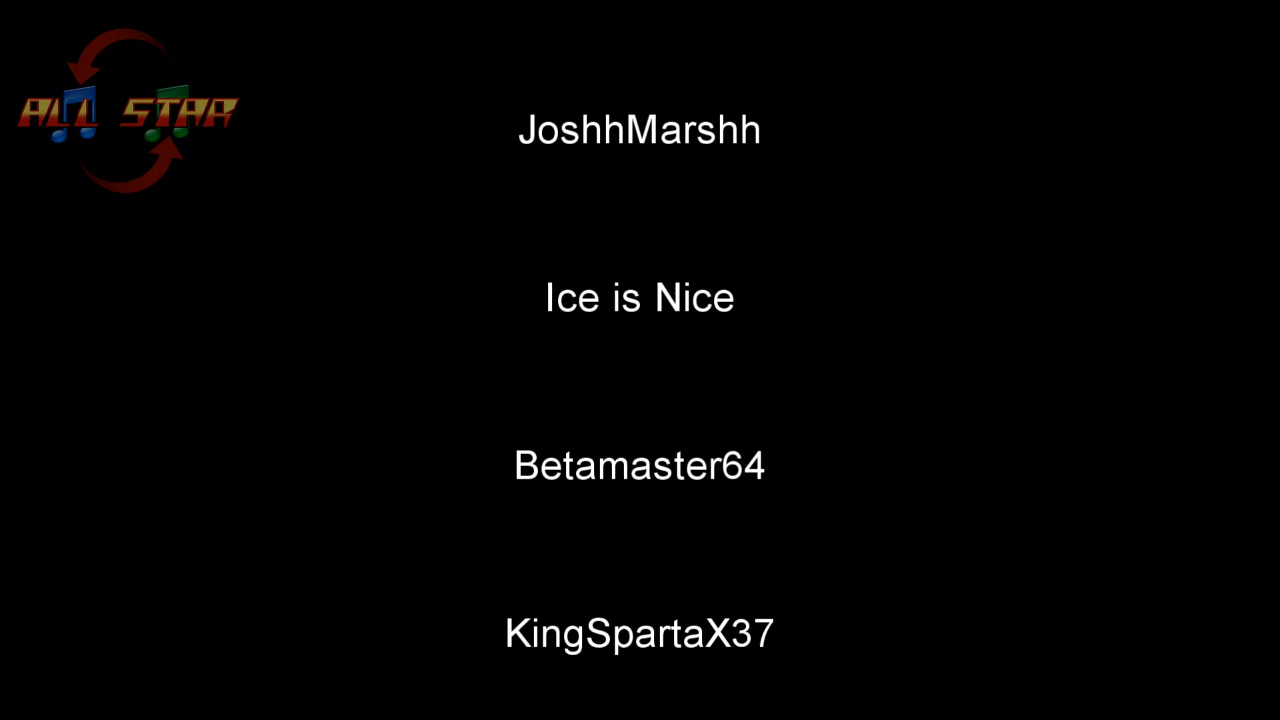 ALL STAR
JoshhMarshh
Ice is Nice
Betamaster64
KingSpartaX37